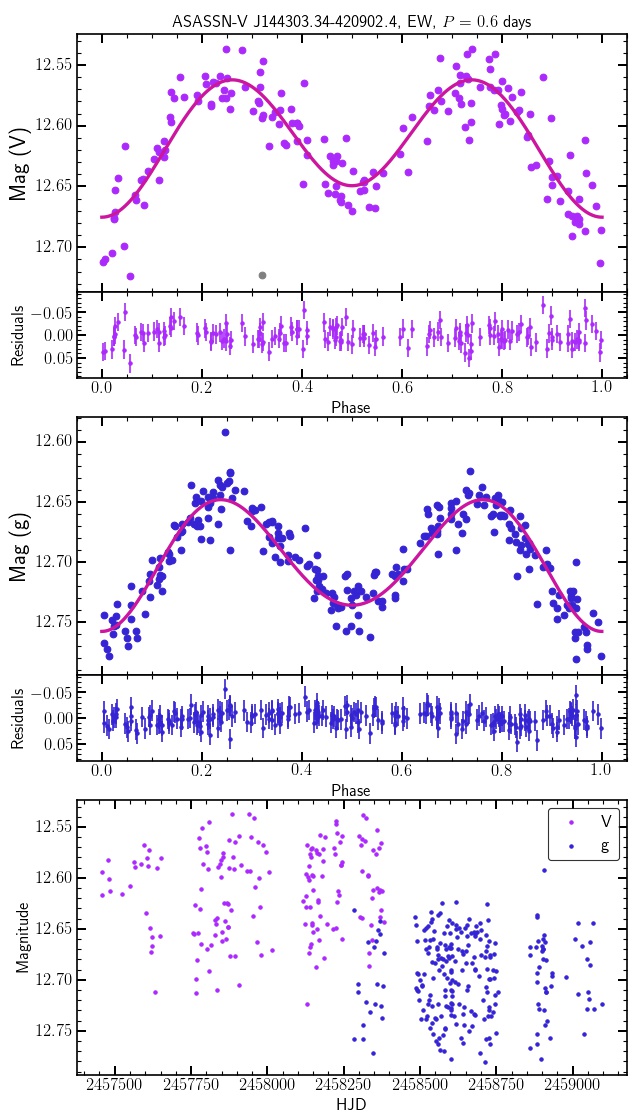 ASASSN-V J144303.34-420902.4, EW, P = 0.6 days
Mag (V)
12.55
12.60
12.65
12.70
Residuals
−0.05
0.00
0.05
0.0 0.2 0.4 0.6 0.8 1.0
Phase
Mag (g)
12.60
12.65
12.70
12.75
Residuals
−0.05
0.00
0.05
0.0 0.2 0.4 0.6 0.8 1.0
Phase
Magnitude
12.55
12.60
12.65
12.70
12.75
V
g
2457500 2457750 2458000 2458250 2458500 2458750 2459000
HJD